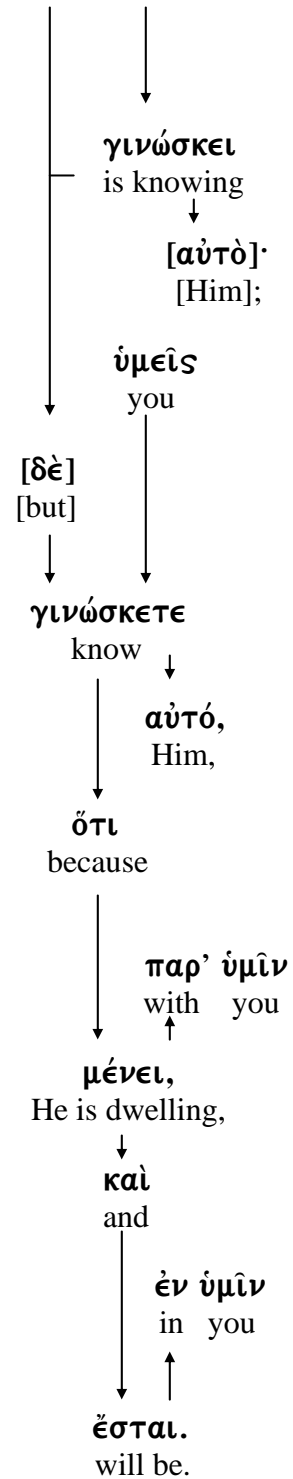 γινώσκει
is knowing
[αὐτὸ]·
[Him];
ὑμεῖς
you
[δὲ]
[but]
γινώσκετε
know
αὐτό,
Him,
ὅτι
because
παρ’ ὑμῖν
with you
μένει,
He is dwelling,
καὶ
and
ἐν ὑμῖν
in you
ἔσται.
will be.